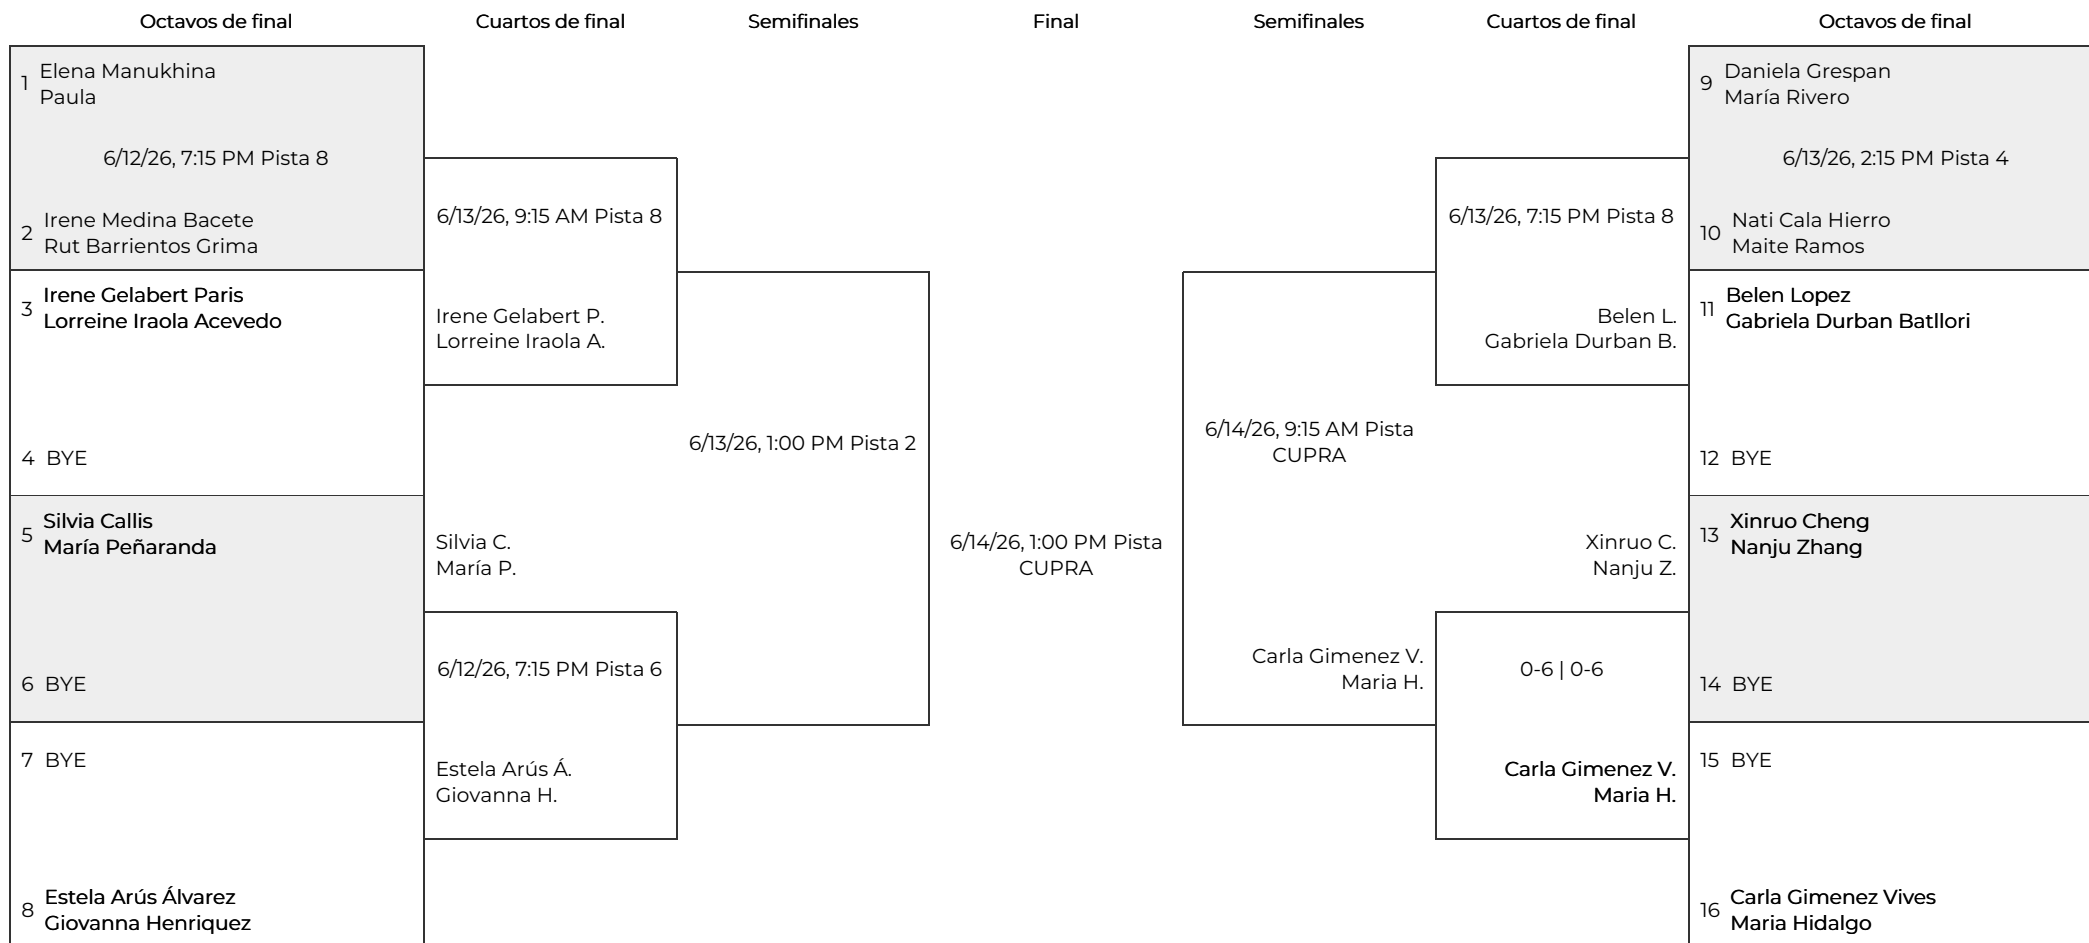 Octavos de final
Cuartos de final
Semifinales
Final
Semifinales
Cuartos de final
Octavos de final
1
Elena Manukhina
Paula
6/12/26, 7:15 PM Pista 8
2
Irene Medina Bacete
Rut Barrientos Grima
3
Irene Gelabert Paris
Lorreine Iraola Acevedo
4 BYE
5
Silvia Callis
María Peñaranda
6 BYE
7 BYE
8
Estela Arús Álvarez
Giovanna Henriquez
6/13/26, 9:15 AM Pista 8
Irene Gelabert P.
Lorreine Iraola A.
Silvia C.
María P.
6/12/26, 7:15 PM Pista 6
Estela Arús Á.
Giovanna H.
6/13/26, 1:00 PM Pista 2
6/14/26, 1:00 PM Pista
CUPRA
6/14/26, 9:15 AM Pista
CUPRA
Carla Gimenez V.
Maria H.
6/13/26, 7:15 PM Pista 8
Belen L.
Gabriela Durban B.
Xinruo C.
Nanju Z.
0-6 | 0-6
Carla Gimenez V.
Maria H.
9
Daniela Grespan
María Rivero
6/13/26, 2:15 PM Pista 4
10
Nati Cala Hierro
Maite Ramos
11
Belen Lopez
Gabriela Durban Batllori
12 BYE
13
Xinruo Cheng
Nanju Zhang
14 BYE
15 BYE
16
Carla Gimenez Vives
Maria Hidalgo